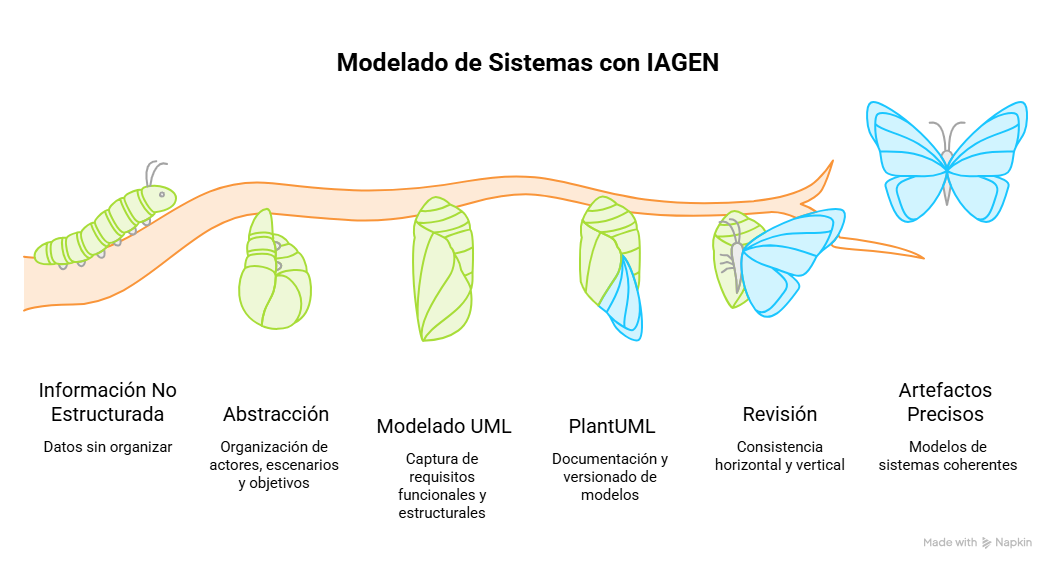 Modelado de Sistemas con IAGEN
Información No
Estructurada
Datos sin organizar
Abstracción
Organización de
actores, escenarios
y objetivos
Modelado UML
Captura de
requisitos
funcionales y
estructurales
PlantUML
Documentación y
versionado de
modelos
Revisión
Consistencia
horizontal y vertical
Artefactos
Precisos
Modelos de
sistemas coherentes
Made with Napkin